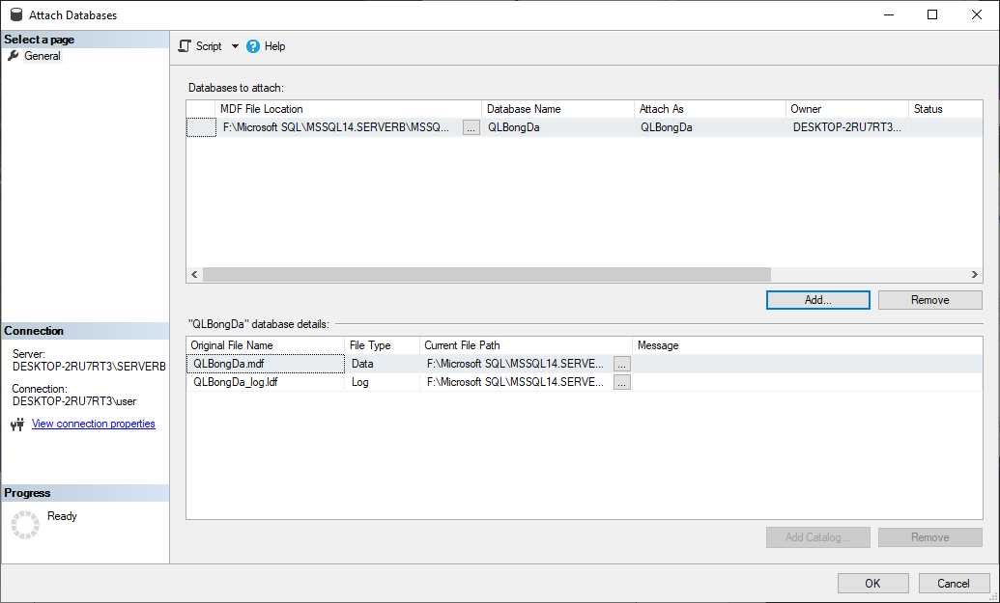 Attach Databases
Select a page
General
Script
Help
Databases to attach:
MDF File Location Database Name Attach As Owner Status
F:\Microsoft SQL\MSSQL14.SERVERB\MSSQ... ... QLBongDa QLBongDa DESKTOP-2RU7RT3...
Add... Remove
"QLBongDa" database details:
Original File Name File Type Current File Path Message
QLBongDa.mdf Data F:\Microsoft SQL\MSSQL14.SERVE... ...
QLBongDa_log.ldf Log F:\Microsoft SQL\MSSQL14.SERVE... ...
Add Catalog... Remove
Connection
Server:
DESKTOP-2RU7RT3\SERVERB
Connection:
DESKTOP-2RU7RT3\user
View connection properties
Progress
Ready
OK Cancel